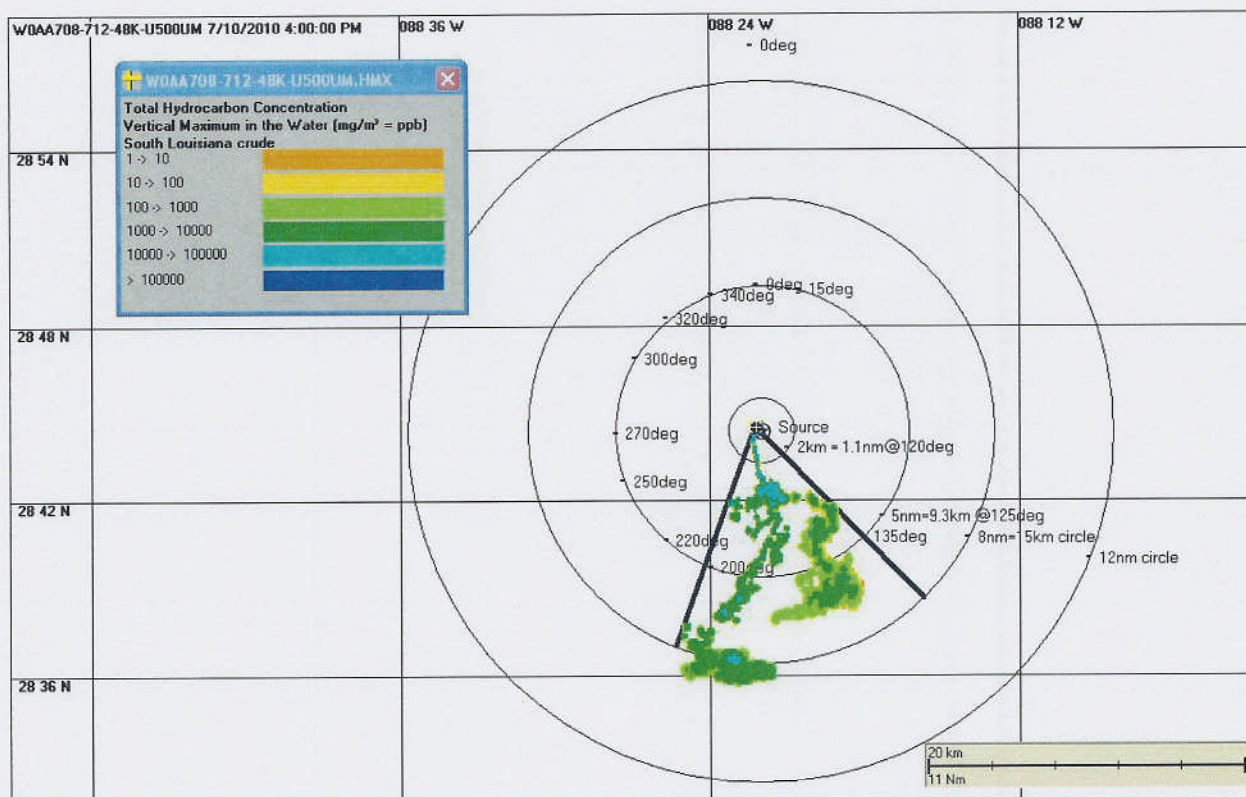 W0AA708-712-48K-U500UM 7/10/2010 4:00:00 PM
088 36 W
088 24 W
088 12 W
0deg
W0AA708-712-48K-U500UM.HMX
Total Hydrocarbon Concentration
Vertical Maximum in the Water (mg/m³ = ppb)
South Louisiana crude
1 -> 10
10 -> 100
100 -> 1000
1000 -> 10000
10000 -> 100000
> 100000
28 54 N
0deg
340deg
15deg
320deg
28 48 N
300deg
Source
270deg
2km = 1.1nm@120deg
250deg
28 42 N
5nm=9.3km @125deg
220deg
135deg
8nm=15km circle
12nm circle
200deg
28 36 N
20 km
11 Nm